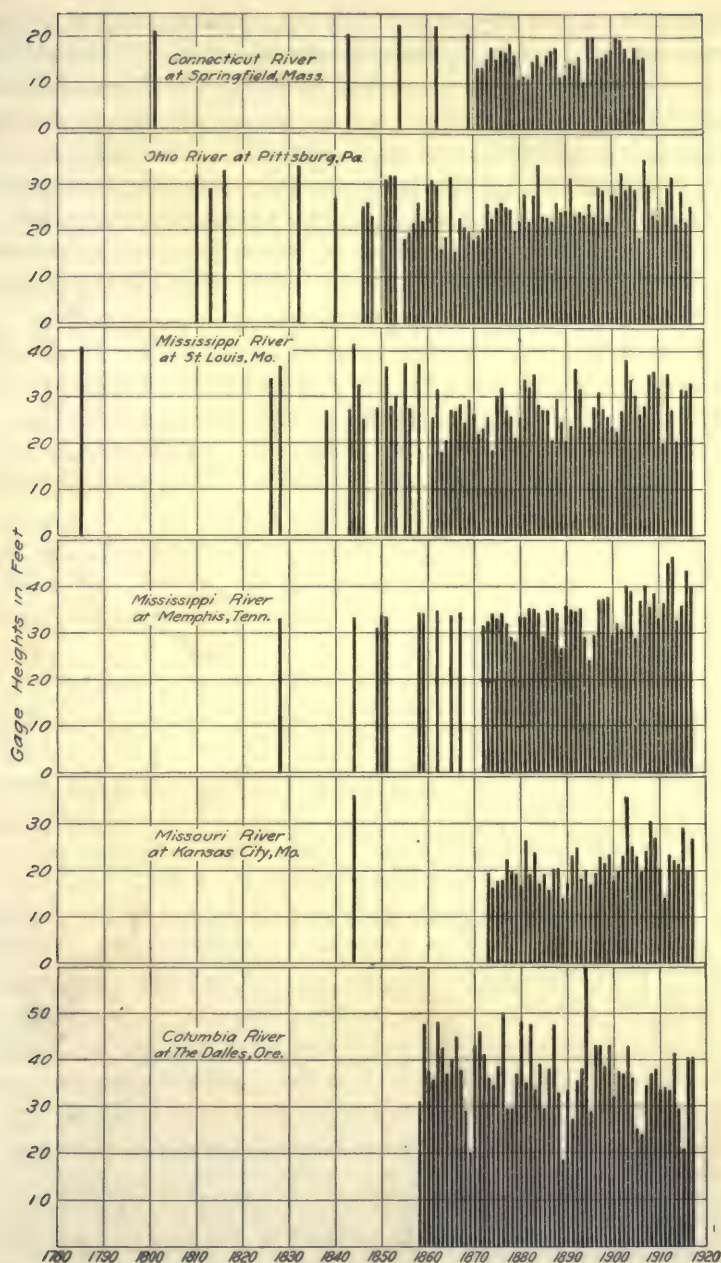 20
10
0
Connecticut River
at Springfield, Mass.
Ohio River at Pittsburg, Pa.
30
20
10
0
Mississippi River
at St. Louis, Mo.
40
30
20
10
0
Gage Heights in Feet
Mississippi River
at Memphis, Tenn.
40
30
20
10
0
Missouri River
at Kansas City, Mo.
30
20
10
0
Columbia River
at The Dalles, Ore.
50
40
30
20
10
1780 1790 1800 1810 1820 1830 1840 1850 1860 1870 1880 1890 1900 1910 1920